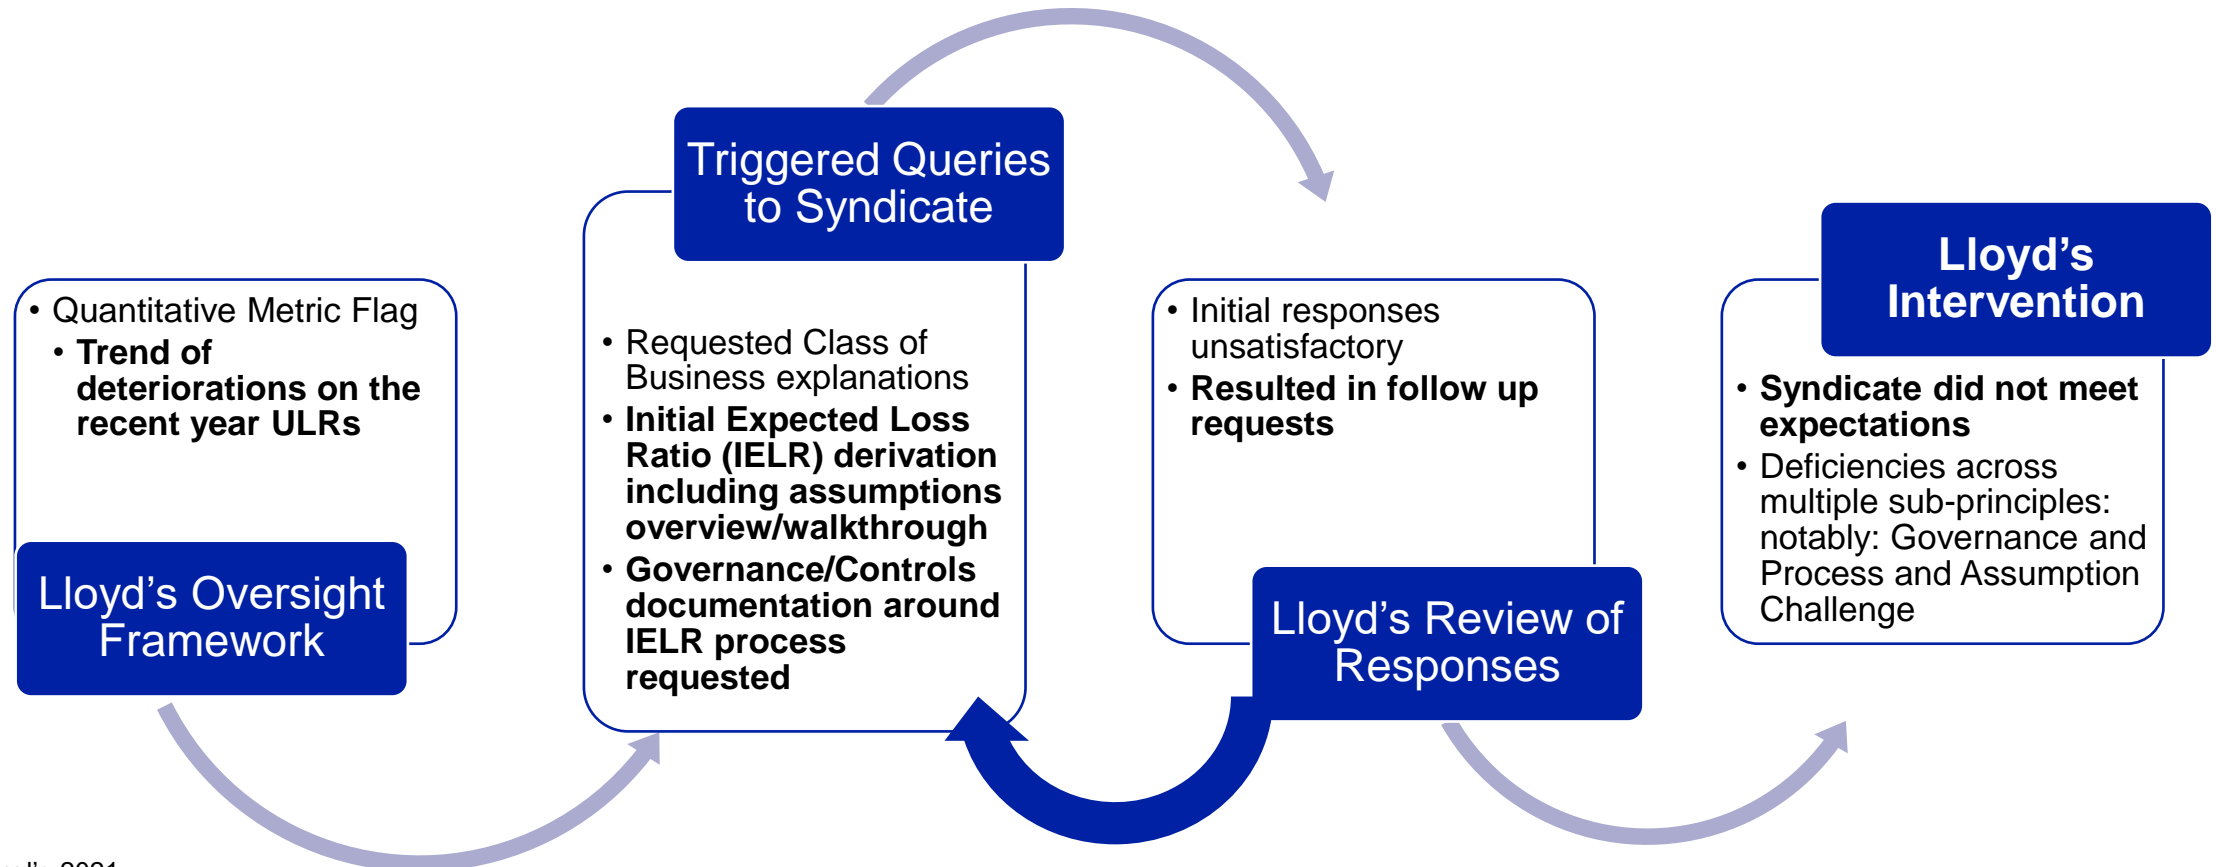 • Quantitative Metric Flag
• Trend of
deteriorations on the
recent year ULRs
Lloyd’s Oversight
Framework
Triggered Queries
to Syndicate
• Requested Class of
Business explanations
• Initial Expected Loss
Ratio (IELR) derivation
including assumptions
overview/walkthrough
• Governance/Controls
documentation around
IELR process
requested
• Initial responses
unsatisfactory
• Resulted in follow up
requests
Lloyd’s Review of
Responses
Lloyd’s
Intervention
• Syndicate did not meet
expectations
• Deficiencies across
multiple sub-principles:
notably: Governance and
Process and Assumption
Challenge